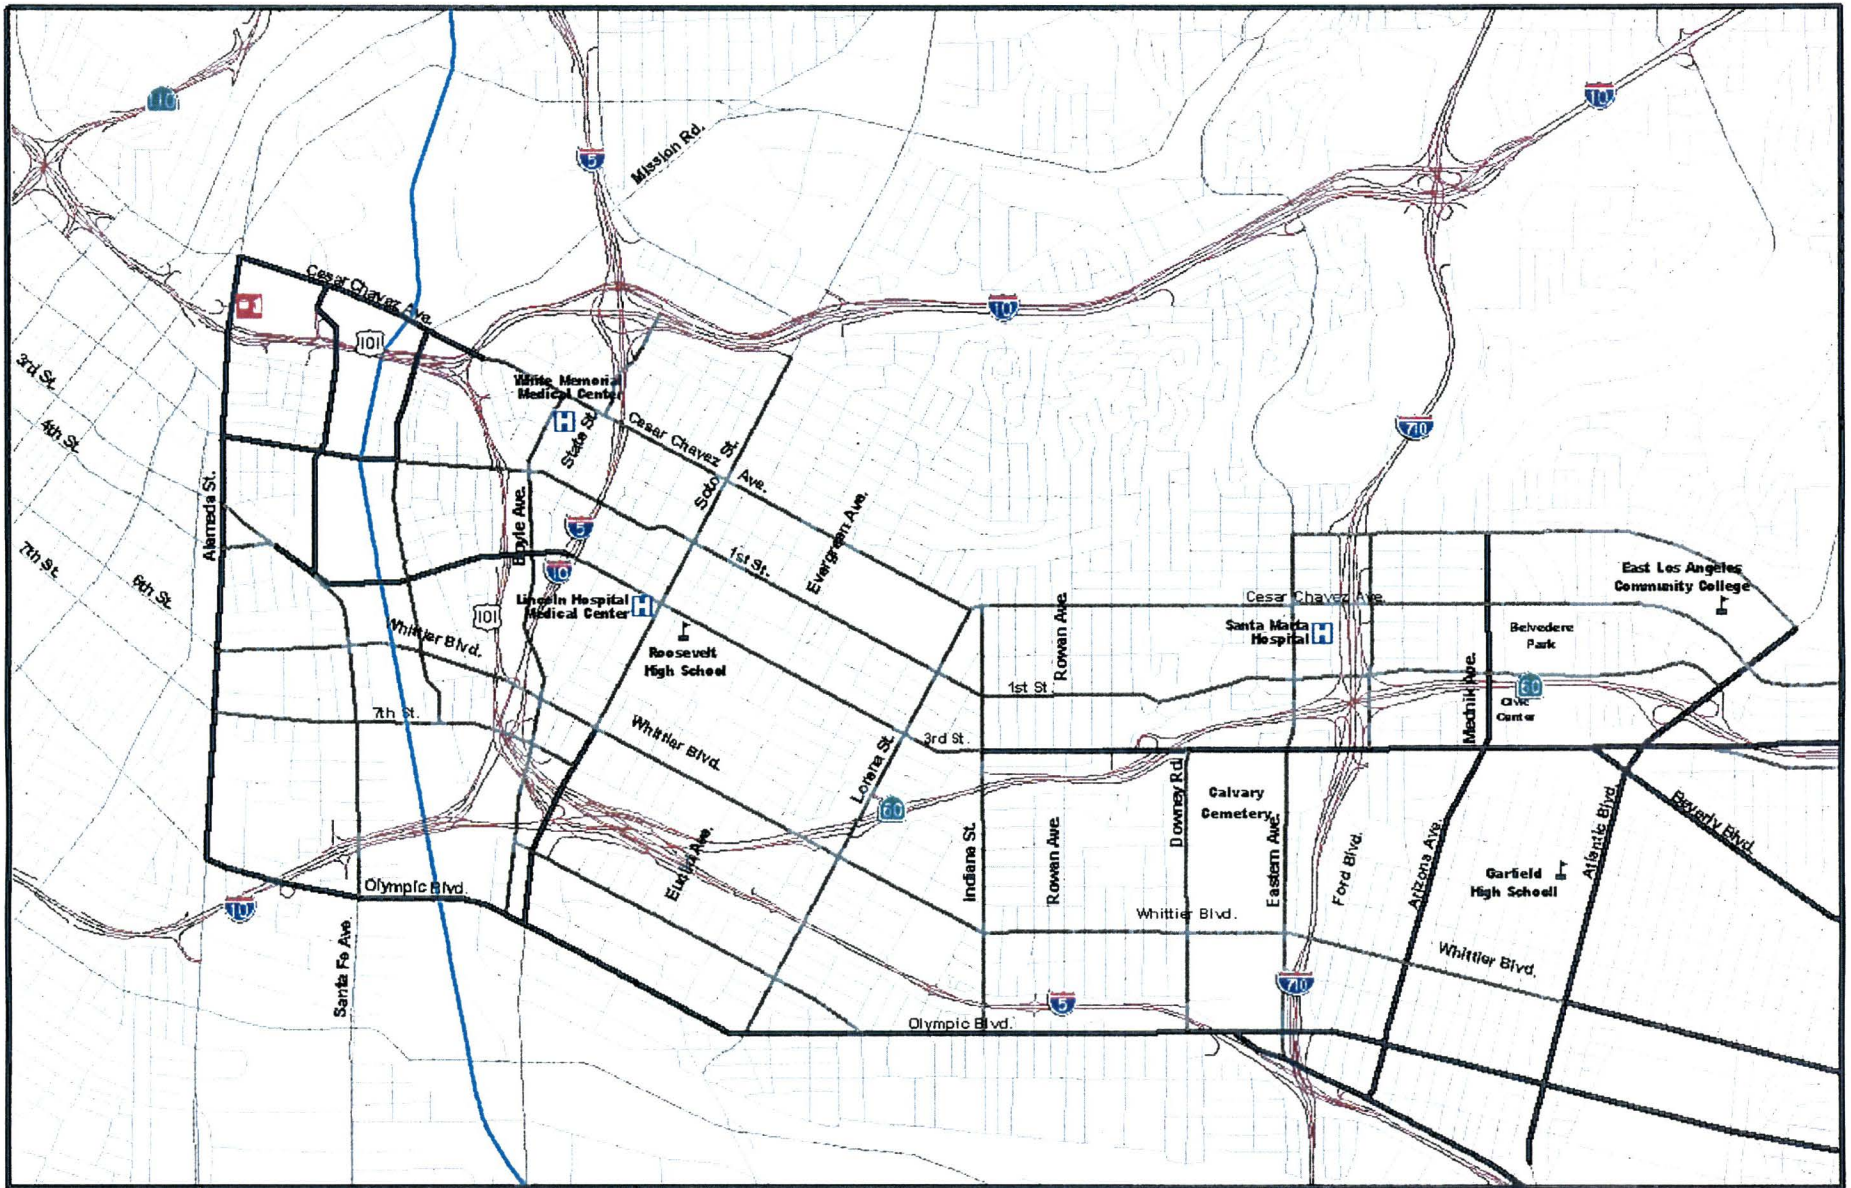 110
5
Mission Rd.
10
Cesar Chavez Ave.
101
10
3rd St.
4th St.
White Memorial
Medical Center
H
State St.
Cesar Chavez Ave.
Soto St.
710
Alameda St.
Boyle Ave.
5
10
1st St.
Evergreen Ave.
7th St.
6th St.
Lincoln Hospital
Medical Center
H
101
Whittier Blvd.
Roosevelt
High School
Rowan Ave.
Cesar Chavez Ave.
Santa Marta
Hospital
H
East Los Angeles
Community College
Belvedere
Park
1st St.
Mednik Ave.
60
Civic
Center
7th St.
Whittier Blvd.
3rd St.
Lorena St.
60
Downey Rd.
Calvary
Cemetery
Indiana St.
Rowan Ave.
Eastern Ave.
Ford Blvd.
Arizona Ave.
Atlantic Blvd.
Beverly Blvd.
Garfield
High Schoell
Euclid Ave.
Olympic Blvd.
10
Santa Fe Ave.
Whittier Blvd.
Whittier Blvd.
710
5
Olympic Blvd.